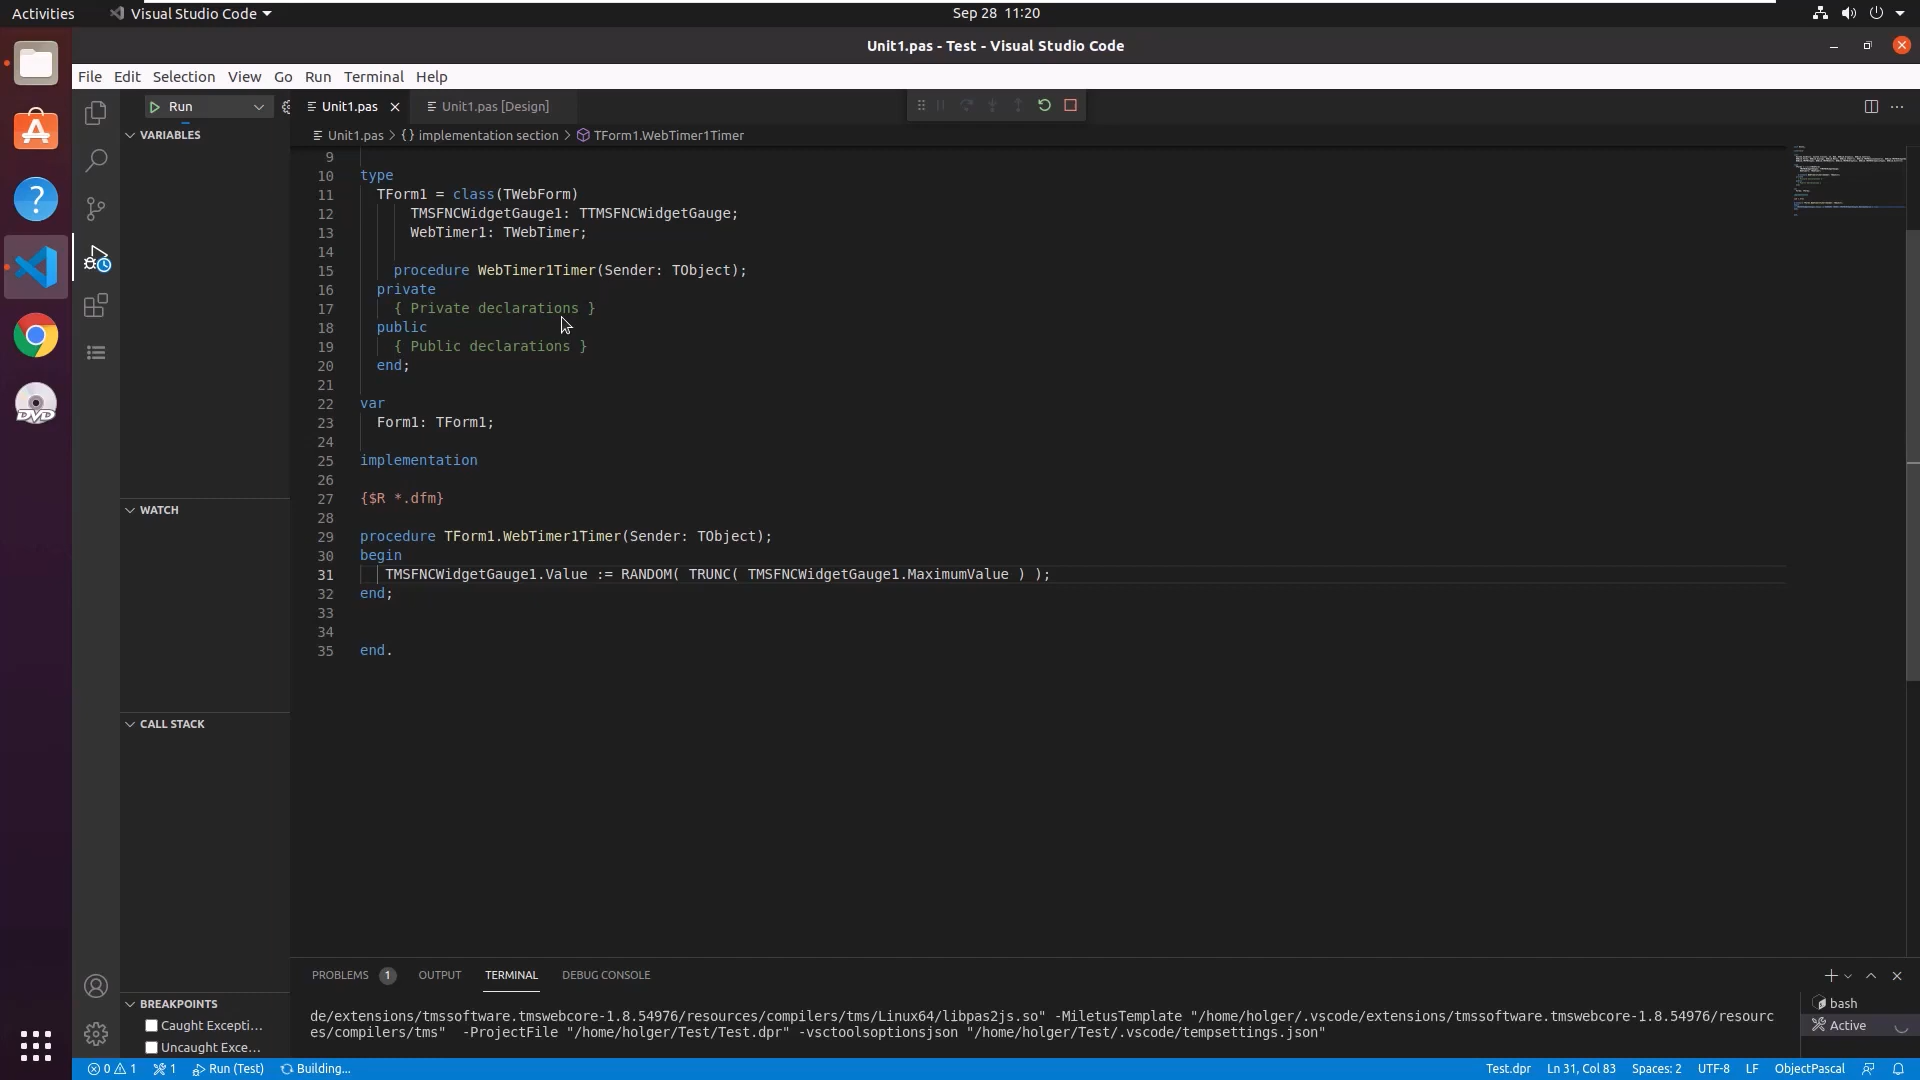 Activities
Visual Studio Code
Sep 28 11:20
Unit1.pas - Test - Visual Studio Code
File Edit Selection View Go Run Terminal Help
Run
Unit1.pas
Unit1.pas [Design]
VARIABLES
Unit1.pas > {} implementation section > TForm1.WebTimer1Timer
9
10 type
11 TForm1 = class(TWebForm)
12 TMSFNCWidgetGauge1: TTMSFNCWidgetGauge;
13 WebTimer1: TWebTimer;
14
15 procedure WebTimer1Timer(Sender: TObject);
16 private
17 { Private declarations }
18 public
19 { Public declarations }
20 end;
21
22 var
23 Form1: TForm1;
24
25 implementation
26
27 {$R *.dfm}
28
29 procedure TForm1.WebTimer1Timer(Sender: TObject);
30 begin
31 TMSFNCWidgetGauge1.Value := RANDOM( TRUNC( TMSFNCWidgetGauge1.MaximumValue ) );
32 end;
33
34
35 end.
WATCH
CALL STACK
BREAKPOINTS
Caught Excepti...
Uncaught Exce...
DVD
PROBLEMS 1 OUTPUT TERMINAL DEBUG CONSOLE
de/extensions/tmssoftware.tmswebcore-1.8.54976/resources/compilers/tms/Linux64/libpas2js.so" -MiletusTemplate "/home/holger/.vscode/extensions/tmssoftware.tmswebcore-1.8.54976/resourc
es/compilers/tms" -ProjectFile "/home/holger/Test/Test.dpr" -vsctoolsoptionsjson "/home/holger/Test/.vscode/tempsettings.json"
bash
Active
0 1 1 Run (Test) Building... Test.dpr Ln 31, Col 83 Spaces: 2 UTF-8 LF ObjectPascal